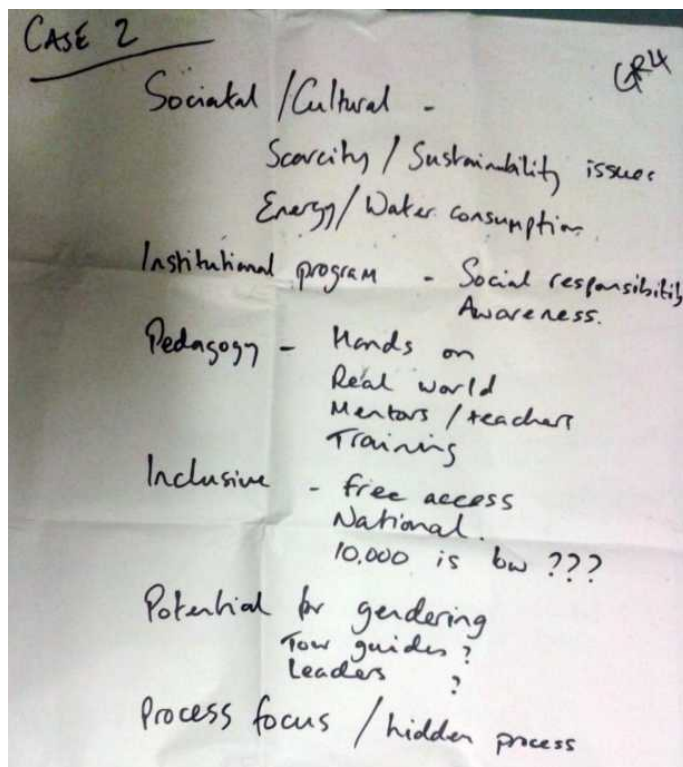 CASE 2
GR4
Sociatal / Cultural -
Scarcity / Sustainability issues
Energy / Water consumption.
Institutional program - Social responsibility
Awareness.
Pedagogy - Hands on
Real world
Mentors / teachers
Training
Inclusive - free access
National.
10.000 is low ???
Potential for gendering
Tour guides ?
Leaders ?
Process focus / hidden process